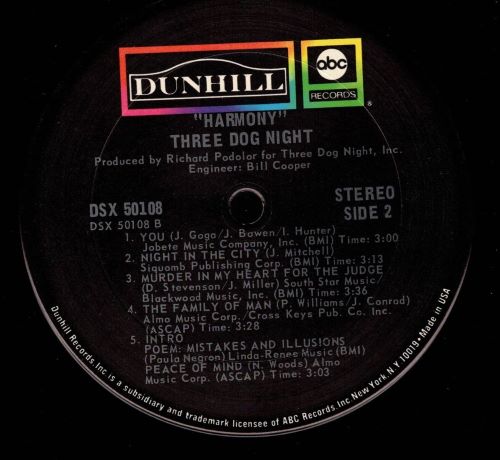 DUNHILL
abc
RECORDS
®
"HARMONY"
THREE DOG NIGHT
Produced by Richard Podolor for Three Dog Night, Inc.
Engineer: Bill Cooper
DSX 50108
DSX 50108 B
STEREO
SIDE 2
1. YOU (J. Gogo/J. Bowen/I. Hunter)
Jobete Music Company, Inc. (BMI) Time: 3:00
2. NIGHT IN THE CITY (J. Mitchell)
Siquomb Publishing Corp. (BMI) Time: 3:13
3. MURDER IN MY HEART FOR THE JUDGE
(D. Stevenson/J. Miller) South Star Music/
Blackwood Music, Inc. (BMI) Time: 3:36
4. THE FAMILY OF MAN (P. Williams/J. Conrad)
Almo Music Corp./Cross Keys Pub. Co. Inc.
(ASCAP) Time: 3:28
5. INTRO
POEM: MISTAKES AND ILLUSIONS
(Paula Negron) Linda-Renee Music (BMI)
PEACE OF MIND (N. Woods) Almo
Music Corp. (ASCAP) Time: 3:03
Dunhill Records, Inc. is a subsidiary and trademark licensee of ABC Records, Inc. New York, N.Y. 10019 • Made in USA